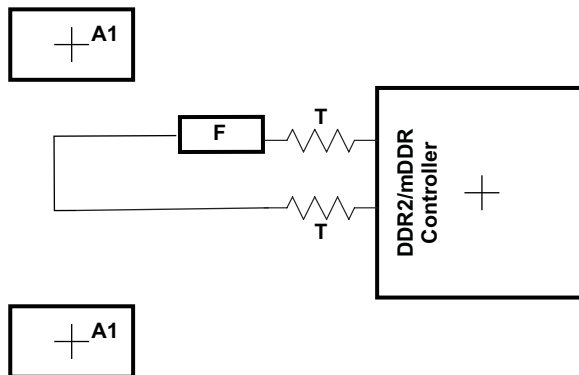 A1
T
F
DDR2/mDDR
Controller
T
A1